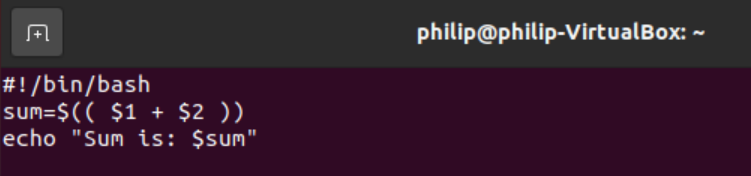 philip@philip-VirtualBox: ~
#!/bin/bash
sum=$(( $1 + $2 ))
echo "Sum is: $sum"